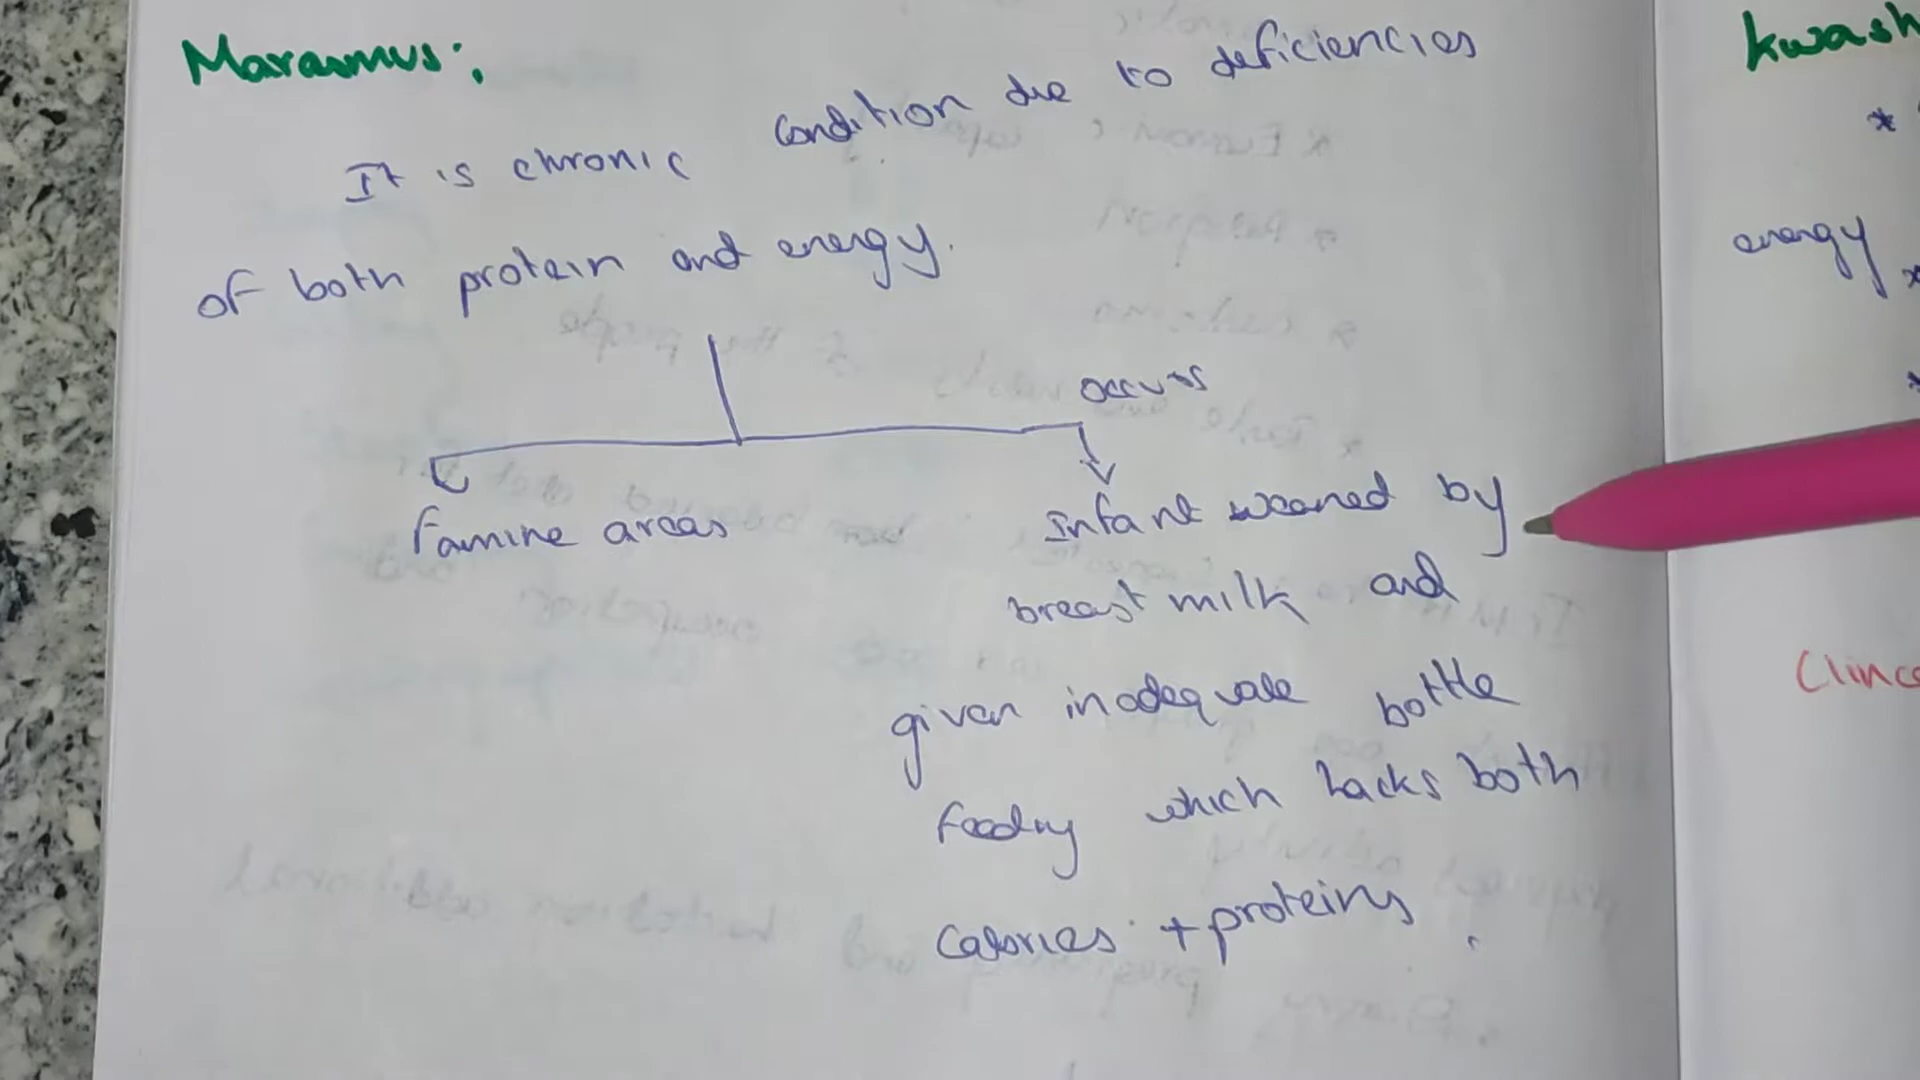 Marasmus:
It is chronic condition due to deficiencies
of both protein and energy.
occurs
Famine areas
Infant weaned by
breast milk and
given inadequate bottle
feeding which lacks both
calories + proteins.
kwash
*
energy
*
*
Clinc